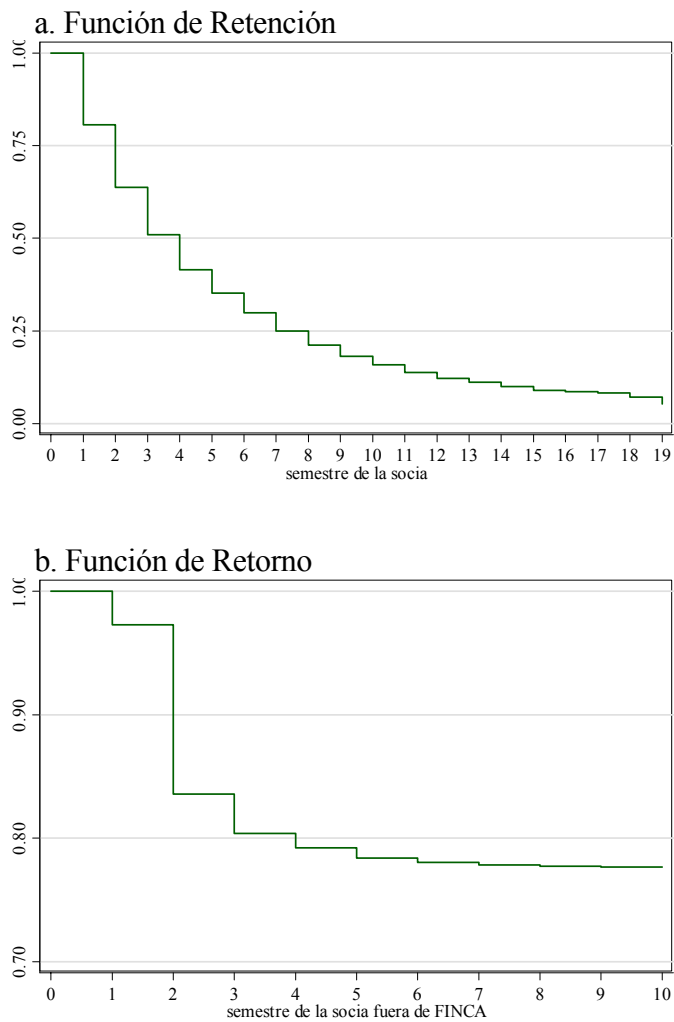 a. Función de Retención
1.00
0.75
0.50
0.25
0.00
0 1 2 3 4 5 6 7 8 9 10 11 12 13 14 15 16 17 18 19
semestre de la socia
b. Función de Retorno
1.00
0.90
0.80
0.70
0 1 2 3 4 5 6 7 8 9 10
semestre de la socia fuera de FINCA